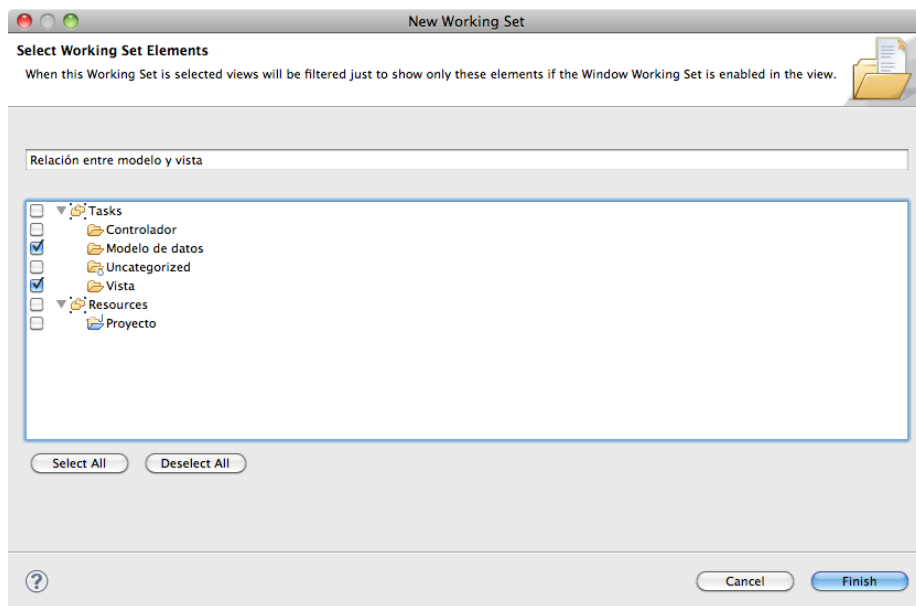 New Working Set
Select Working Set Elements
When this Working Set is selected views will be filtered just to show only these elements if the Window Working Set is enabled in the view.
Relación entre modelo y vista
Tasks
Controlador
Modelo de datos
Uncategorized
Vista
Resources
Proyecto
Select All Deselect All
? Cancel Finish